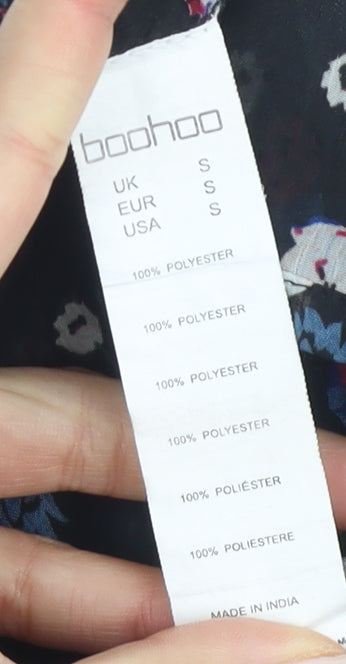 boohoo
UK S
EUR S
USA S
100% POLYESTER
100% POLYESTER
100% POLYESTER
100% POLYESTER
100% POLIÉSTER
100% POLIESTERE
MADE IN INDIA